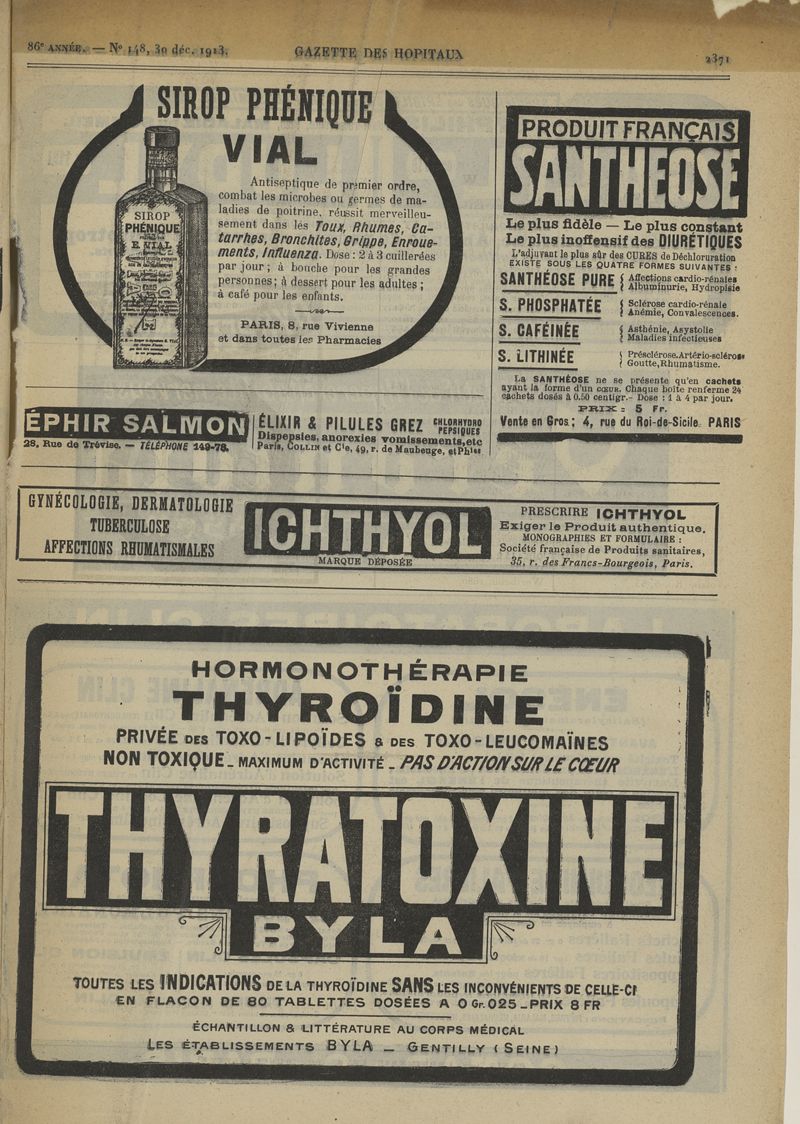 86e ANNÉE. — No 148, 30 déc. 1913.
GAZETTE DES HOPITAUX
2371
SIROP PHÉNIQUE
VIAL
SIROP
PHÉNIQUE
E. VIAL
Antiseptique de premier ordre,
combat les microbes ou germes de ma-
ladies de poitrine, réussit merveilleu-
sement dans les Toux, Rhumes, Ca-
tarrhes, Bronchites, Grippe, Enroue-
ments, Influenza. Dose : 2 à 3 cuillerées
par jour ; à bouche pour les grandes
personnes ; à dessert pour les adultes ;
à café pour les enfants.
PARIS, 8, rue Vivienne
et dans toutes les Pharmacies
PRODUIT FRANÇAIS
SANTHEOSE
Le plus fidèle — Le plus constant
Le plus inoffensif des DIURÉTIQUES
L'adjuvant le plus sûr des CURES de Déchloruration
EXISTE SOUS LES QUATRE FORMES SUIVANTES :
SANTHÉOSE PURE { Affections cardio-rénales
Albuminurie, Hydropisie
S. PHOSPHATÉE { Sclérose cardio-rénale
Anémie, Convalescences.
S. CAFÉINÉE { Asthénie, Asystolie
Maladies infectieuses
S. LITHINÉE { Présclérose, Artério-sclérose
Goutte, Rhumatisme.
La SANTHÉOSE ne se présente qu'en cachets
ayant la forme d'un cœur. Chaque boîte renferme 24
cachets dosés à 0.50 centigr. - Dose : 1 à 4 par jour.
PRIX : 5 Fr.
Vente en Gros : 4, rue du Roi-de-Sicile PARIS
ÉPHIR SALMON
28, Rue de Trévise. — TÉLÉPHONE 149-78.
ÉLIXIR & PILULES GREZ CHLORHYDRO
PEPSIQUES
Dispepsies, anorexies vomissements, etc
Paris, COLLIN et Cie, 49, r. de Maubeuge, et Phies
GYNÉCOLOGIE, DERMATOLOGIE
TUBERCULOSE
AFFECTIONS RHUMATISMALES
ICHTHYOL
MARQUE DÉPOSÉE
PRESCRIRE ICHTHYOL
Exiger le Produit authentique.
MONOGRAPHIES ET FORMULAIRE :
Société française de Produits sanitaires,
35, r. des Francs-Bourgeois, Paris.
HORMONOTHÉRAPIE
THYROÏDINE
PRIVÉE DES TOXO-LIPOÏDES & DES TOXO-LEUCOMAÏNES
NON TOXIQUE _ MAXIMUM D'ACTIVITÉ _ PAS D'ACTION SUR LE CŒUR
THYRATOXINE
BYLA
TOUTES LES INDICATIONS DE LA THYROÏDINE SANS LES INCONVÉNIENTS DE CELLE-CI
EN FLACON DE 80 TABLETTES DOSÉES A 0 Gr. 025 _ PRIX 8 FR
ÉCHANTILLON & LITTÉRATURE AU CORPS MÉDICAL
LES ÉTABLISSEMENTS BYLA _ GENTILLY (SEINE)